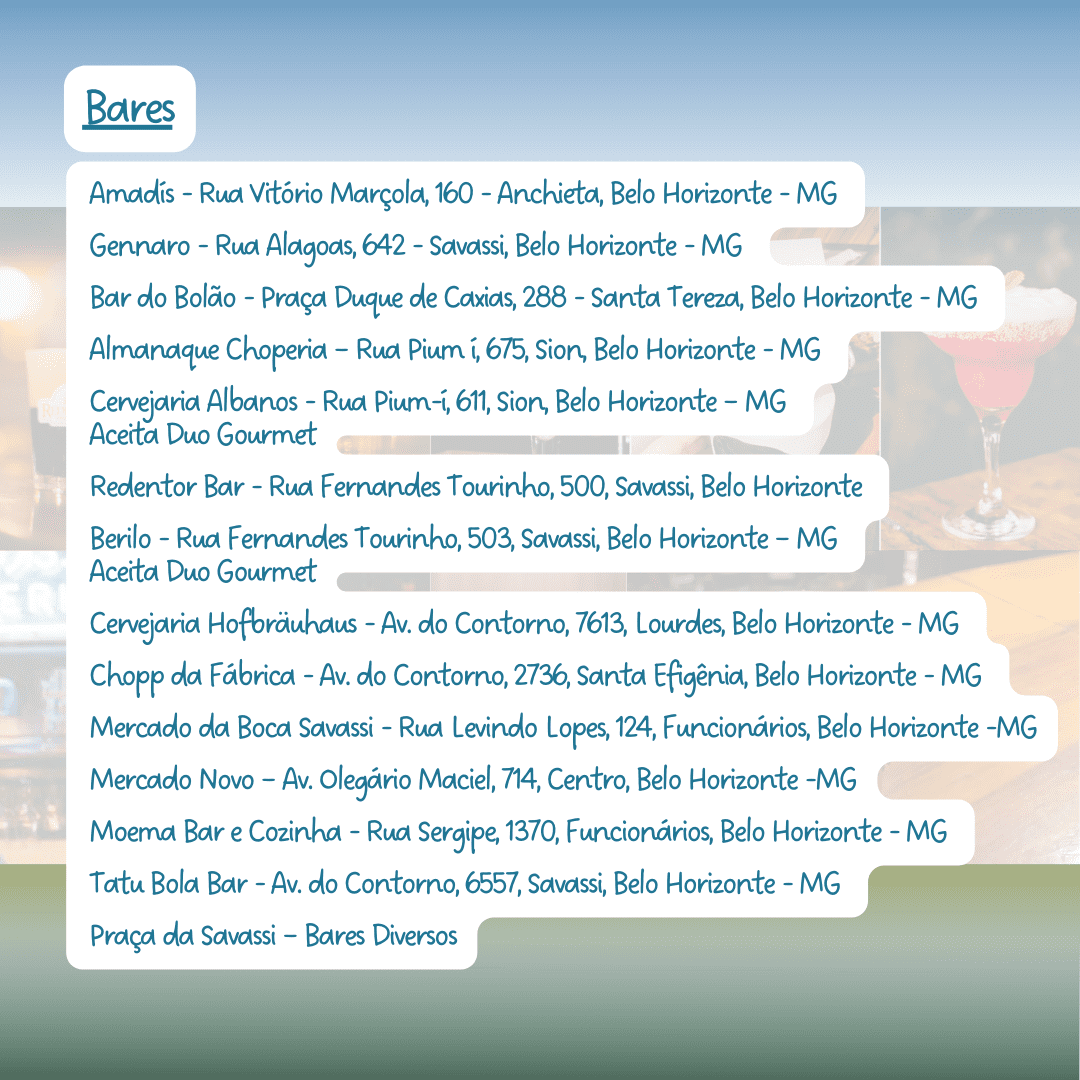 Bares
Amadís - Rua Vitório Marçola, 160 - Anchieta, Belo Horizonte - MG
Gennaro - Rua Alagoas, 642 - Savassi, Belo Horizonte - MG
Bar do Bolão - Praça Duque de Caxias, 288 - Santa Tereza, Belo Horizonte - MG
Almanaque Choperia – Rua Pium í, 675, Sion, Belo Horizonte - MG
Cervejaria Albanos - Rua Pium-í, 611, Sion, Belo Horizonte – MG
Aceita Duo Gourmet
Redentor Bar - Rua Fernandes Tourinho, 500, Savassi, Belo Horizonte
Berilo - Rua Fernandes Tourinho, 503, Savassi, Belo Horizonte – MG
Aceita Duo Gourmet
Cervejaria Hofbräuhaus - Av. do Contorno, 7613, Lourdes, Belo Horizonte - MG
Chopp da Fábrica - Av. do Contorno, 2736, Santa Efigênia, Belo Horizonte - MG
Mercado da Boca Savassi - Rua Levindo Lopes, 124, Funcionários, Belo Horizonte -MG
Mercado Novo – Av. Olegário Maciel, 714, Centro, Belo Horizonte -MG
Moema Bar e Cozinha - Rua Sergipe, 1370, Funcionários, Belo Horizonte - MG
Tatu Bola Bar - Av. do Contorno, 6557, Savassi, Belo Horizonte - MG
Praça da Savassi – Bares Diversos